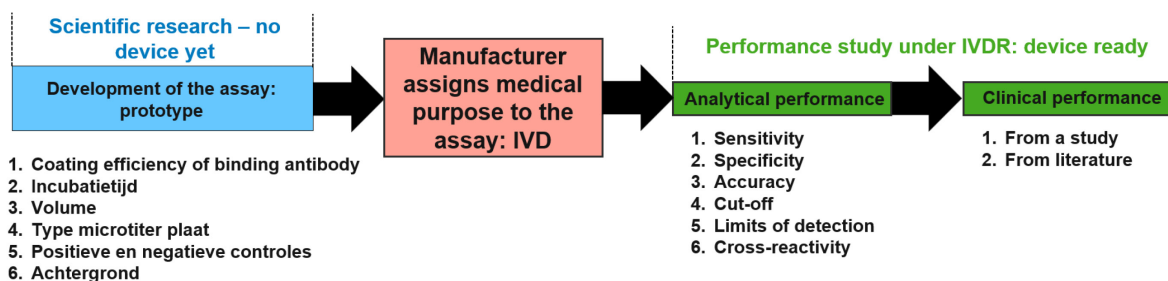 Scientific research – no
device yet
Development of the assay:
prototype
1. Coating efficiency of binding antibody
2. Incubatietijd
3. Volume
4. Type microtiter plaat
5. Positieve en negatieve controles
6. Achtergrond
Manufacturer
assigns medical
purpose to the
assay: IVD
Performance study under IVDR: device ready
Analytical performance
1. Sensitivity
2. Specificity
3. Accuracy
4. Cut-off
5. Limits of detection
6. Cross-reactivity
Clinical performance
1. From a study
2. From literature